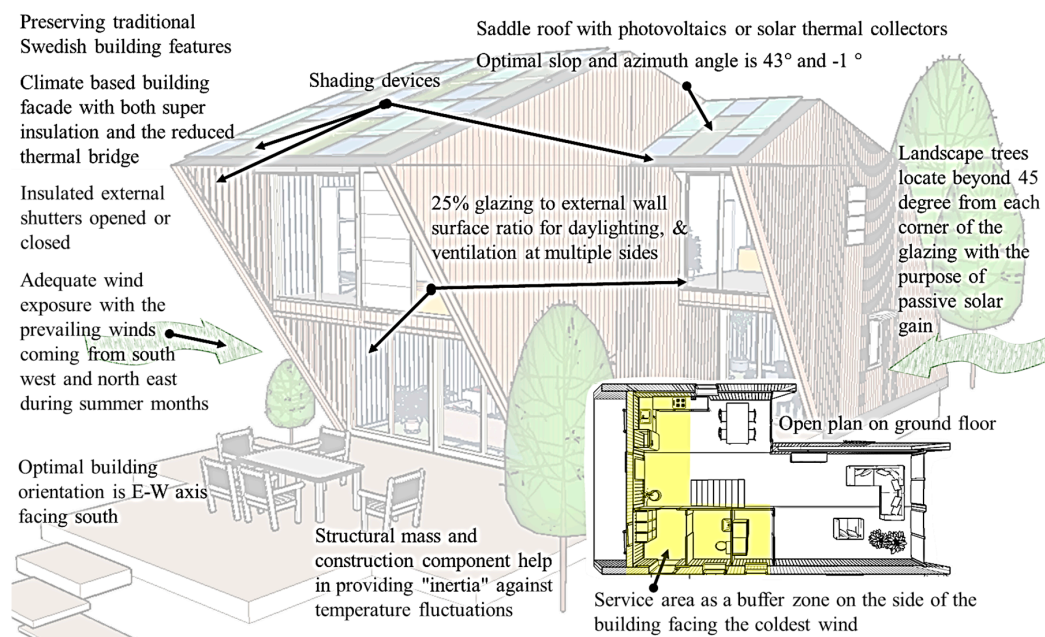 Preserving traditional
Swedish building features
Climate based building
facade with both super
insulation and the reduced
thermal bridge
Insulated external
shutters opened or
closed
Adequate wind
exposure with the
prevailing winds
coming from south
west and north east
during summer months
Optimal building
orientation is E-W axis
facing south
Shading devices
Saddle roof with photovoltaics or solar thermal collectors
Optimal slop and azimuth angle is 43° and -1 °
25% glazing to external wall
surface ratio for daylighting, &
ventilation at multiple sides
Landscape trees
locate beyond 45
degree from each
corner of the
glazing with the
purpose of
passive solar
gain
Open plan on ground floor
Structural mass and
construction component help
in providing "inertia" against
temperature fluctuations
Service area as a buffer zone on the side of the
building facing the coldest wind